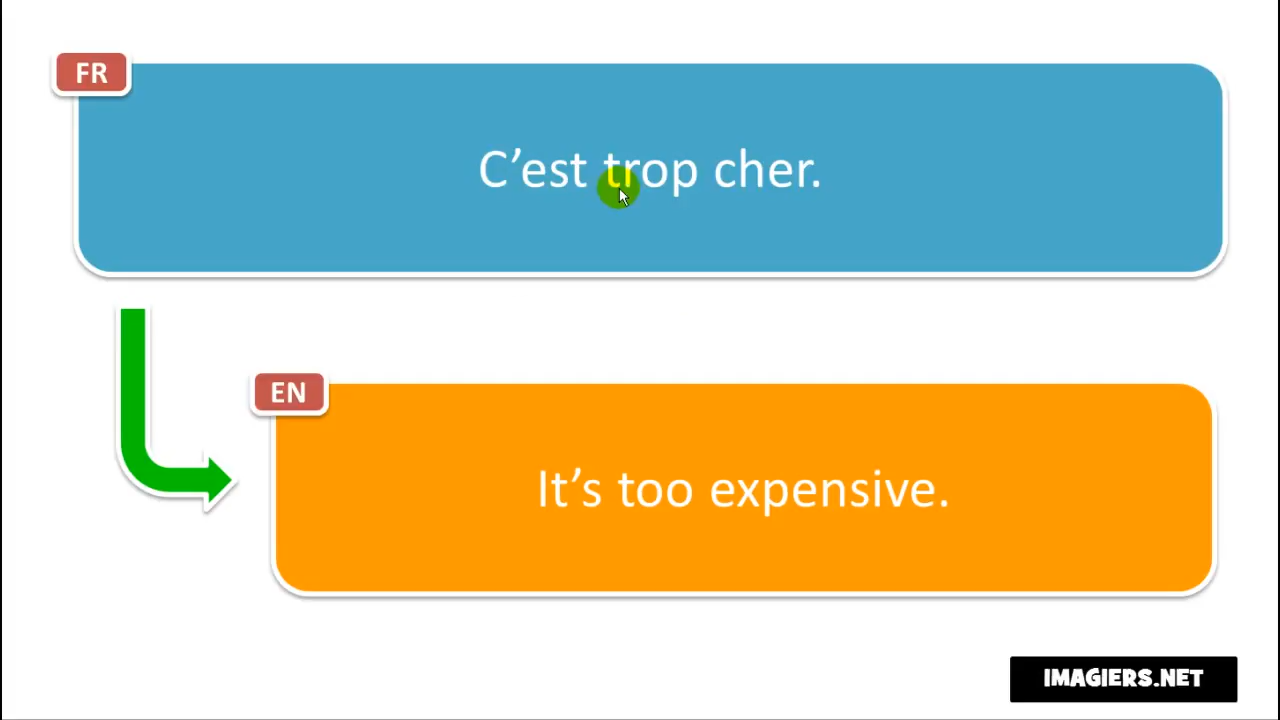 FR
C’est trop cher.
EN
It’s too expensive.
IMAGIERS.NET